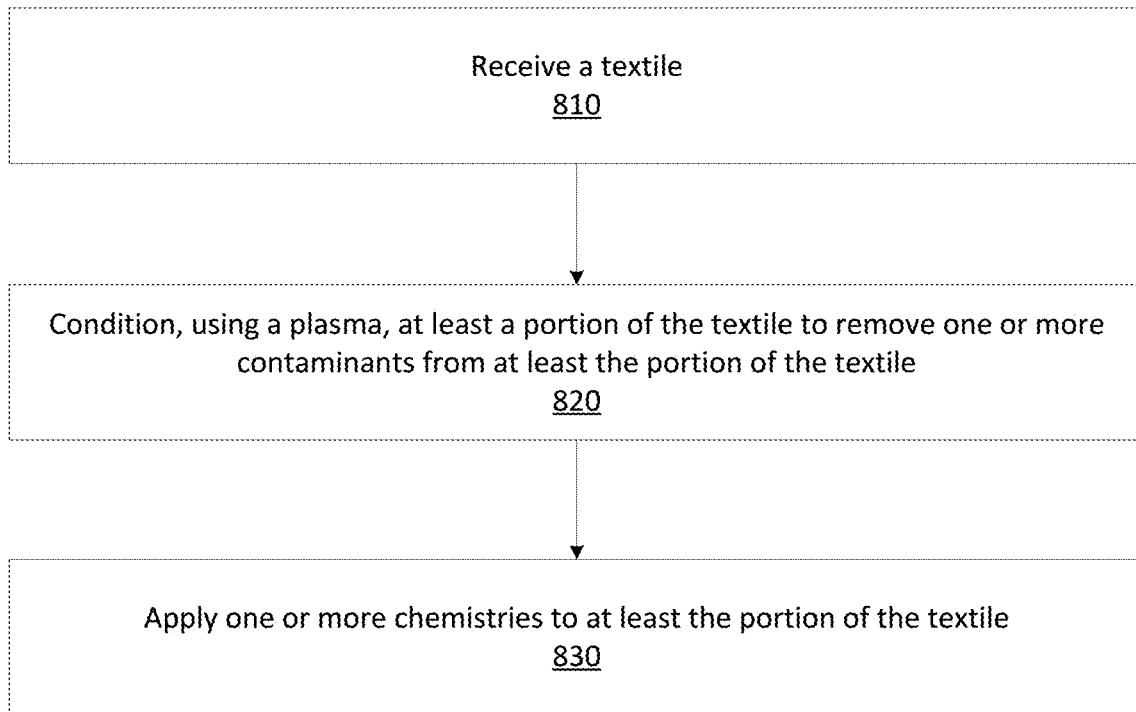 Receive a textile
810
Condition, using a plasma, at least a portion of the textile to remove one or more
contaminants from at least the portion of the textile
820
Apply one or more chemistries to at least the portion of the textile
830